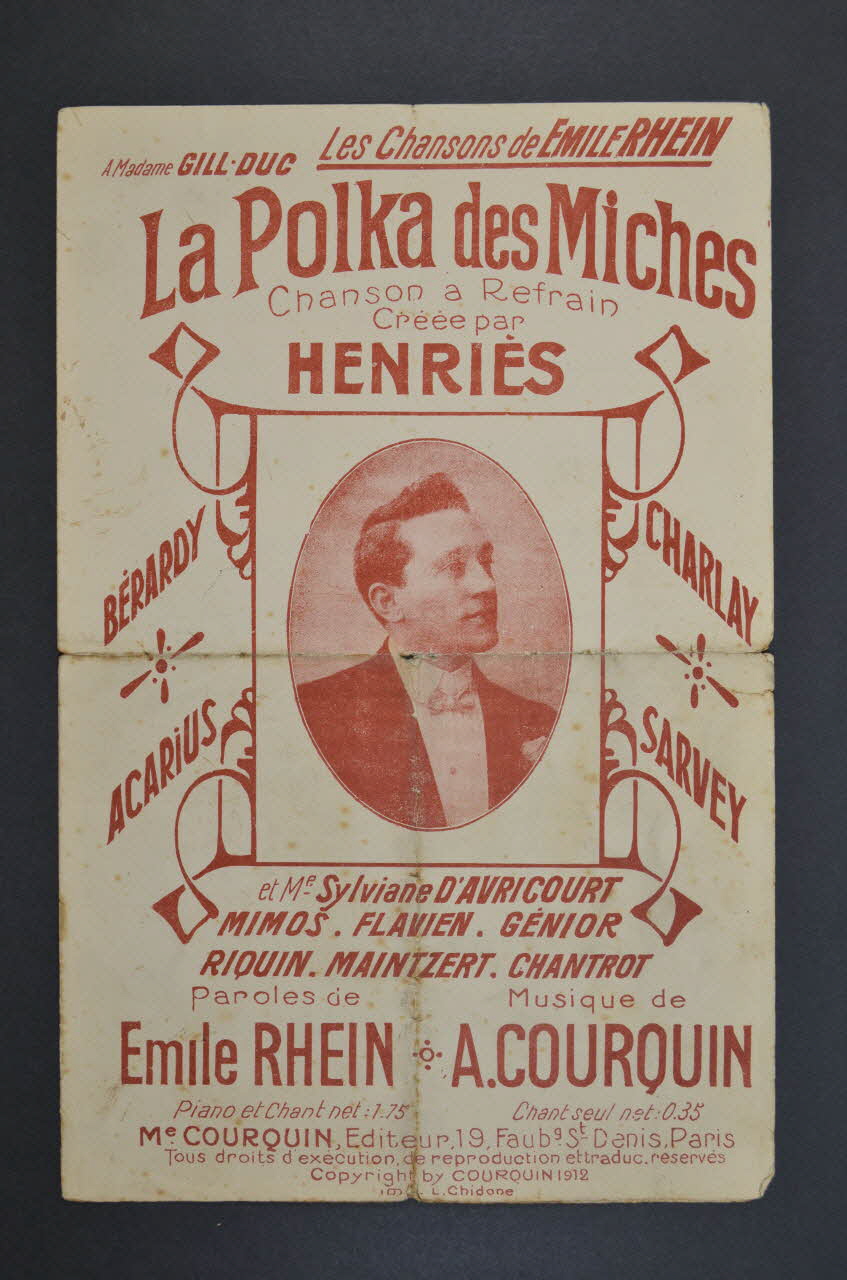 A Madame GILL-DUC Les Chansons de EMILE RHEIN
La Polka des Miches
Chanson a Refrain
Créée par
HENRIÈS
BÉRARDY
CHARLAY
ACARIUS
SARVEY
et Me Sylviane D'AVRICOURT
MIMOS. FLAVIEN. GÉNIOR
RIQUIN. MAINTZERT. CHANTROT
Paroles de Musique de
Emile RHEIN A. COURQUIN
Piano et Chant net : 1.75 Chant seul net : 0.35
Me COURQUIN, Editeur, 19, Faubg St Denis, Paris
Tous droits d'exécution, de reproduction et traduc. reservés
Copyright by COURQUIN 1912
L. Chidone